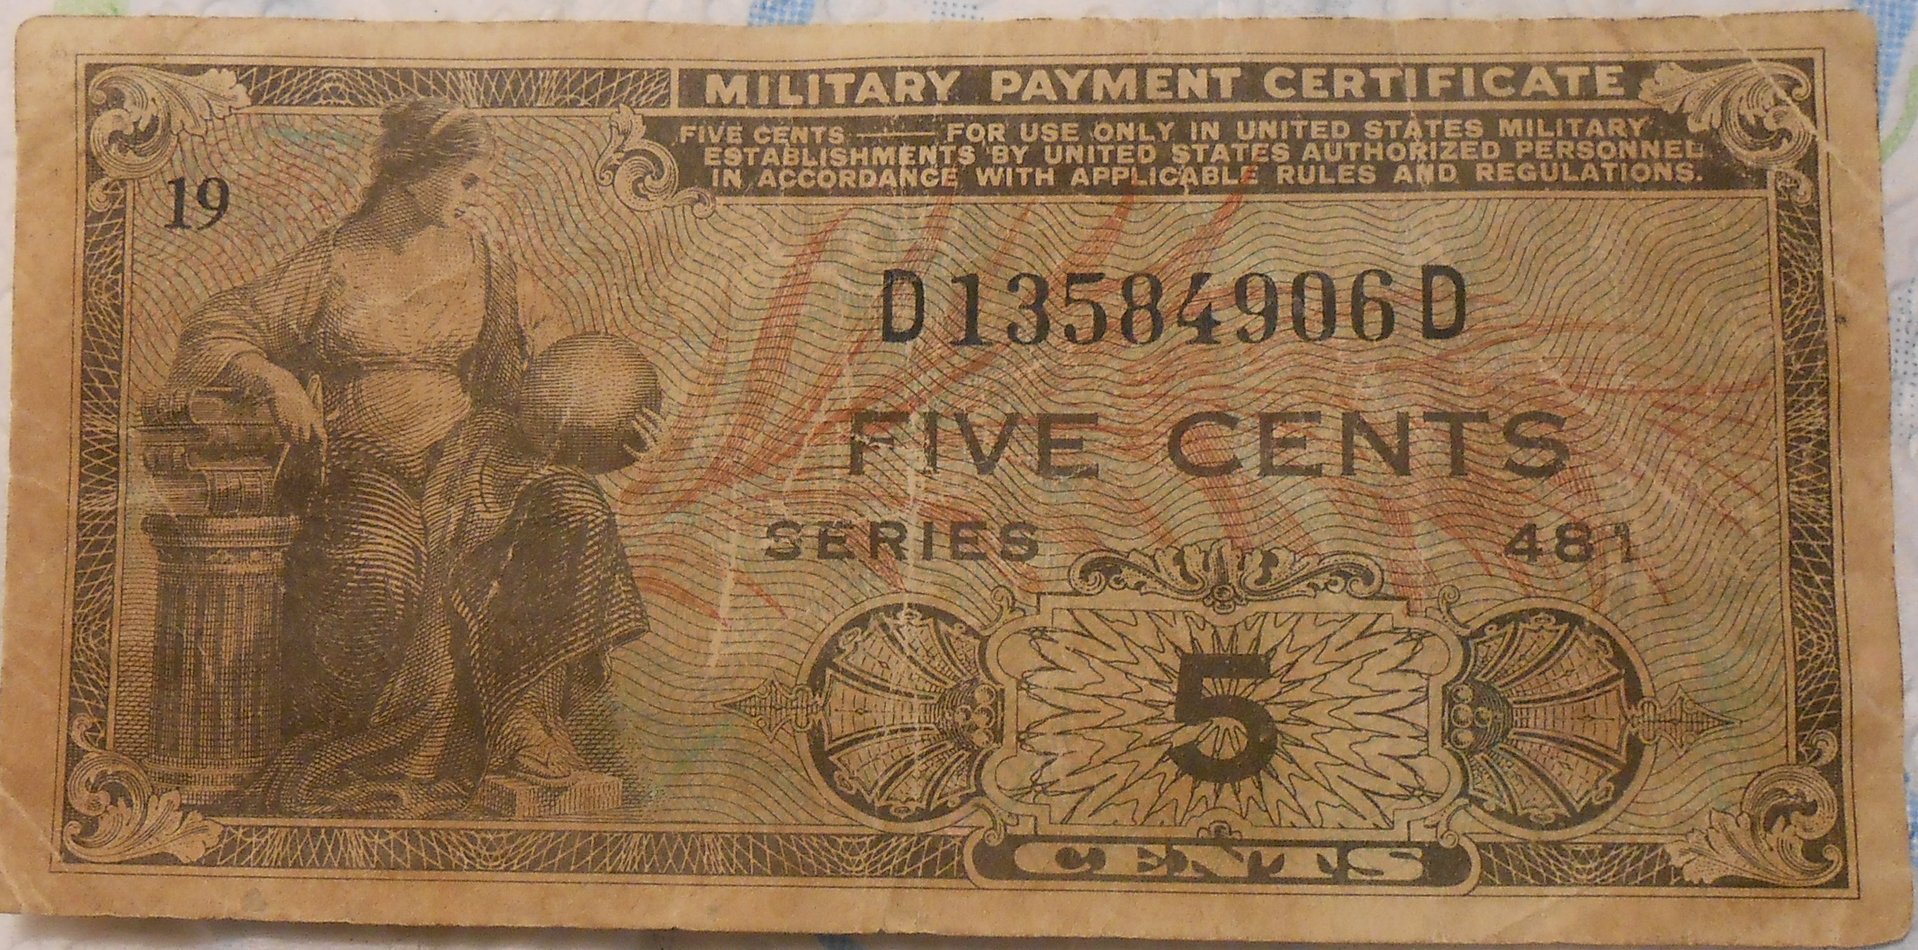 MILITARY PAYMENT CERTIFICATE
FIVE CENTS —— FOR USE ONLY IN UNITED STATES MILITARY
ESTABLISHMENTS BY UNITED STATES AUTHORIZED PERSONNEL
IN ACCORDANCE WITH APPLICABLE RULES AND REGULATIONS.
19
D13584906D
FIVE CENTS
SERIES 481
5
CENTS